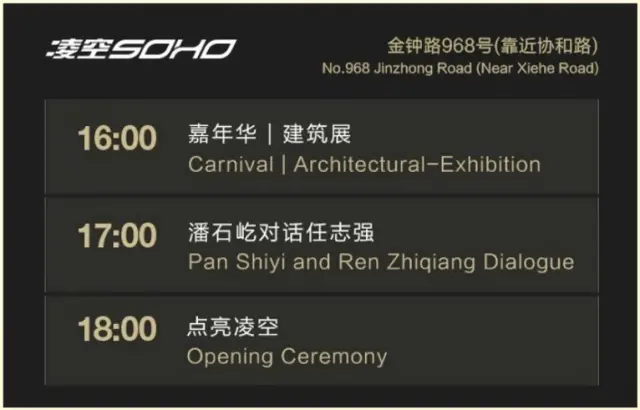 凌空SOHO
金钟路968号(靠近协和路)
No.968 Jinzhong Road (Near Xiehe Road)
16:00
嘉年华 | 建筑展
Carnival | Architectural-Exhibition
17:00
潘石屹对话任志强
Pan Shiyi and Ren Zhiqiang Dialogue
18:00
点亮凌空
Opening Ceremony